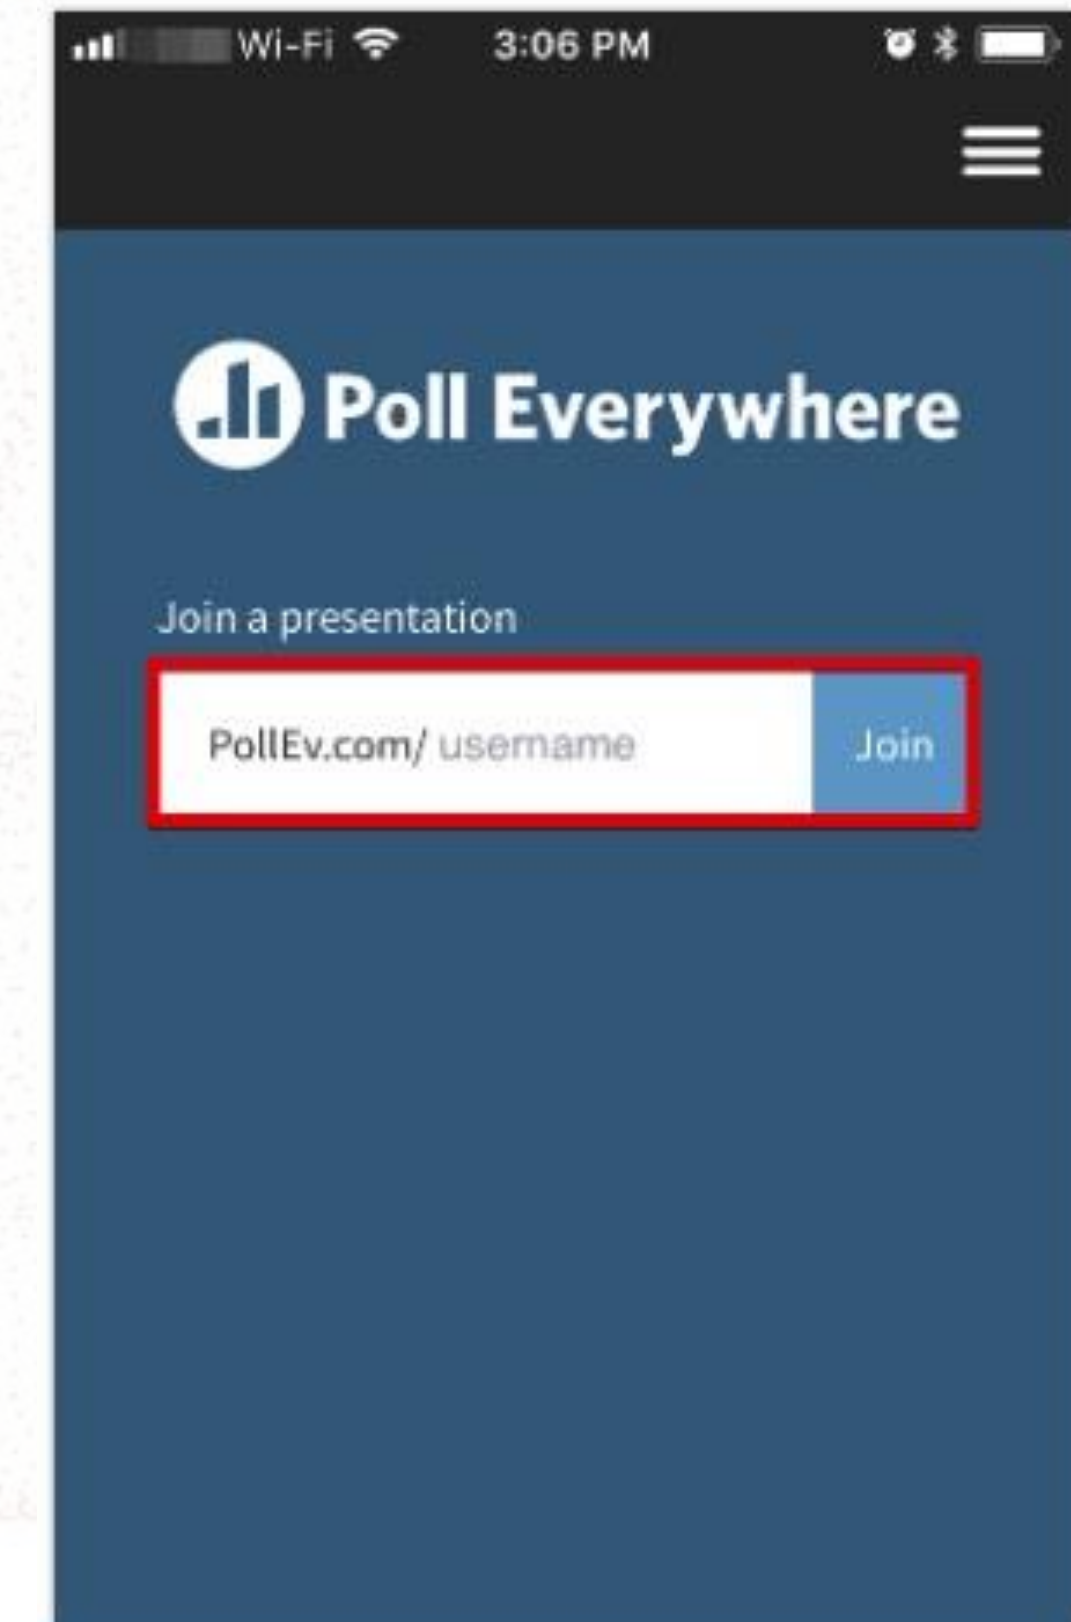 Wi-Fi 3:06 PM
Poll Everywhere
Join a presentation
PollEv.com/ username Join